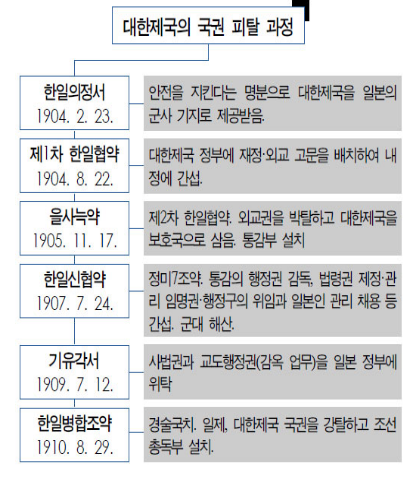 대한제국의 국권 피탈 과정
한일의정서
1904. 2. 23.
안전을 지킨다는 명분으로 대한제국을 일본의
군사 기지로 제공받음.
제1차 한일협약
1904. 8. 22.
대한제국 정부에 재정·외교 고문을 배치하여 내
정에 간섭.
을사늑약
1905. 11. 17.
제2차 한일협약. 외교권을 박탈하고 대한제국을
보호국으로 삼음. 통감부 설치
한일신협약
1907. 7. 24.
정미7조약. 통감의 행정권 감독, 법령권 제정·관
리 임명권·행정구의 위임과 일본인 관리 채용 등
간섭. 군대 해산.
기유각서
1909. 7. 12.
사법권과 교도행정권(감옥 업무)을 일본 정부에
위탁
한일병합조약
1910. 8. 29.
경술국치. 일제, 대한제국 국권을 강탈하고 조선
총독부 설치.